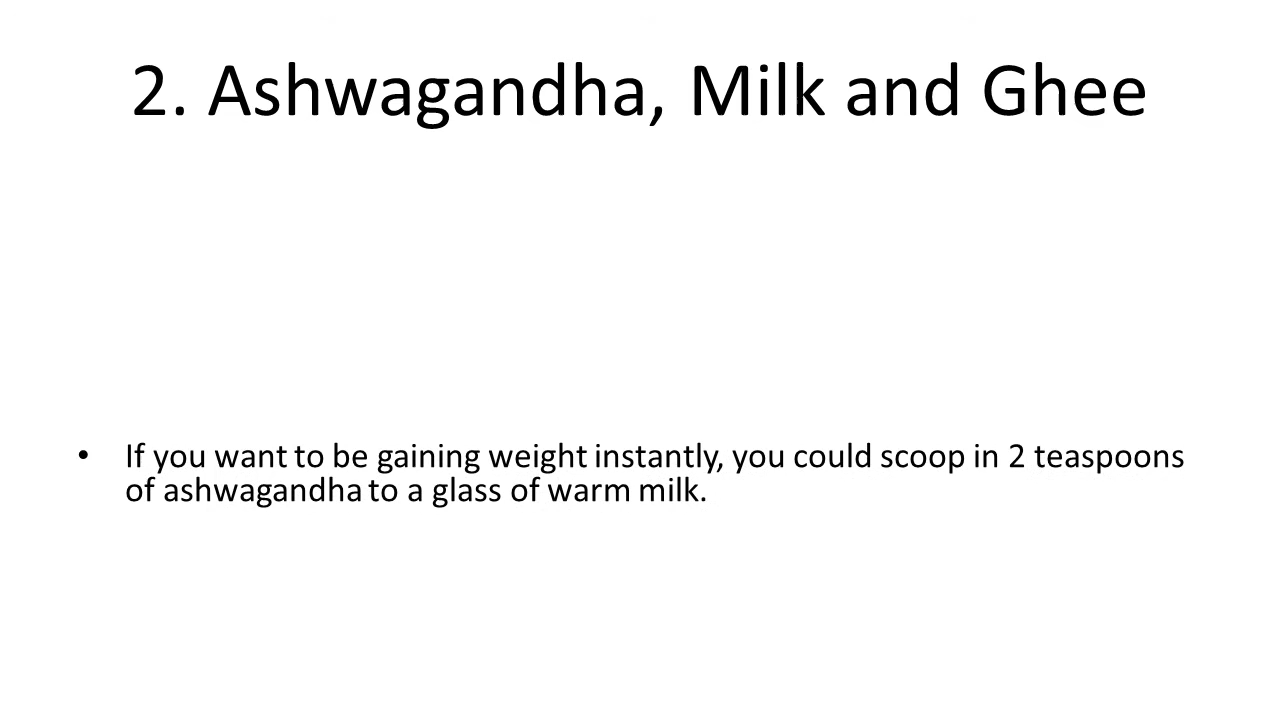 2. Ashwagandha, Milk and Ghee
• If you want to be gaining weight instantly, you could scoop in 2 teaspoons
of ashwagandha to a glass of warm milk.